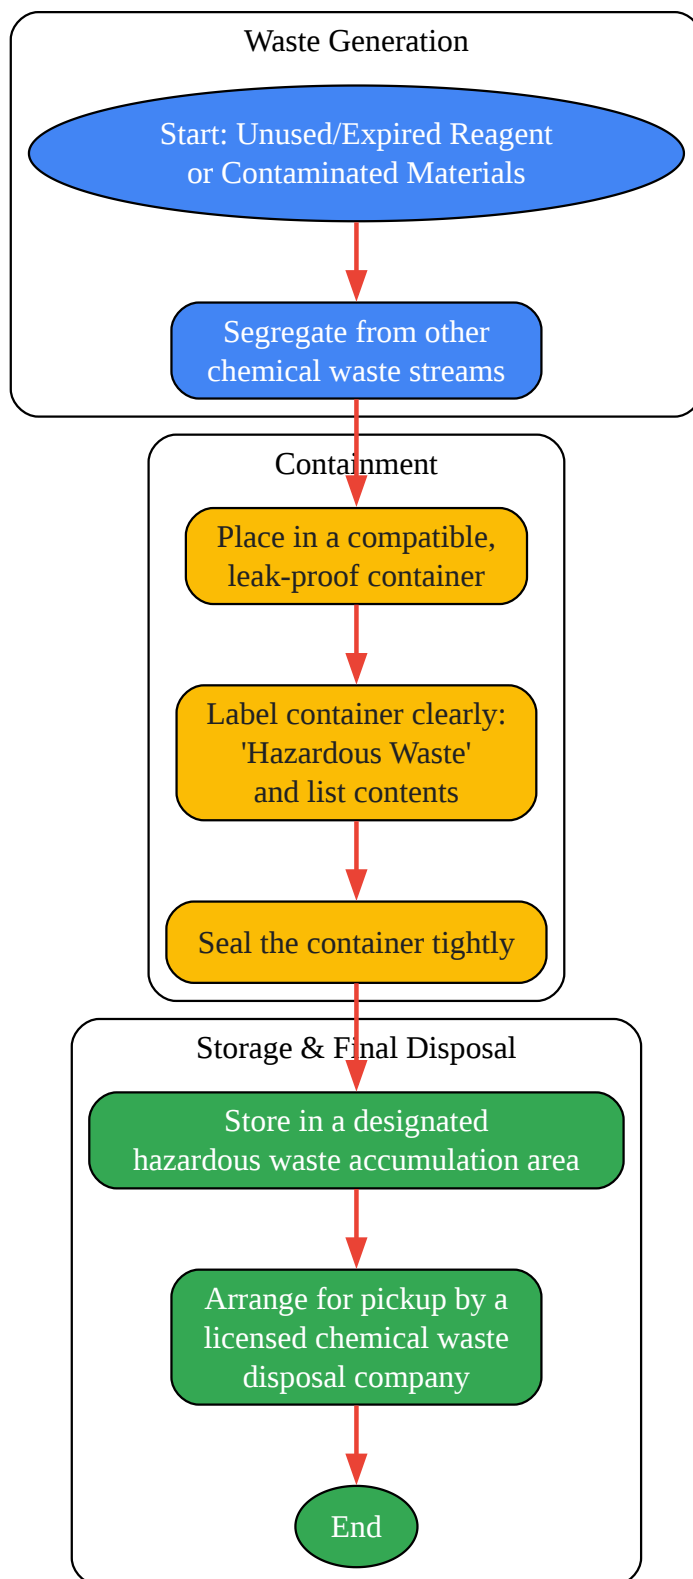 Waste Generation
Start: Unused/Expired Reagent
or Contaminated Materials
Segregate from other
chemical waste streams
Containment
Place in a compatible,
leak-proof container
Label container clearly:
'Hazardous Waste'
and list contents
Seal the container tightly
Storage & Final Disposal
Store in a designated
hazardous waste accumulation area
Arrange for pickup by a
licensed chemical waste
disposal company
End